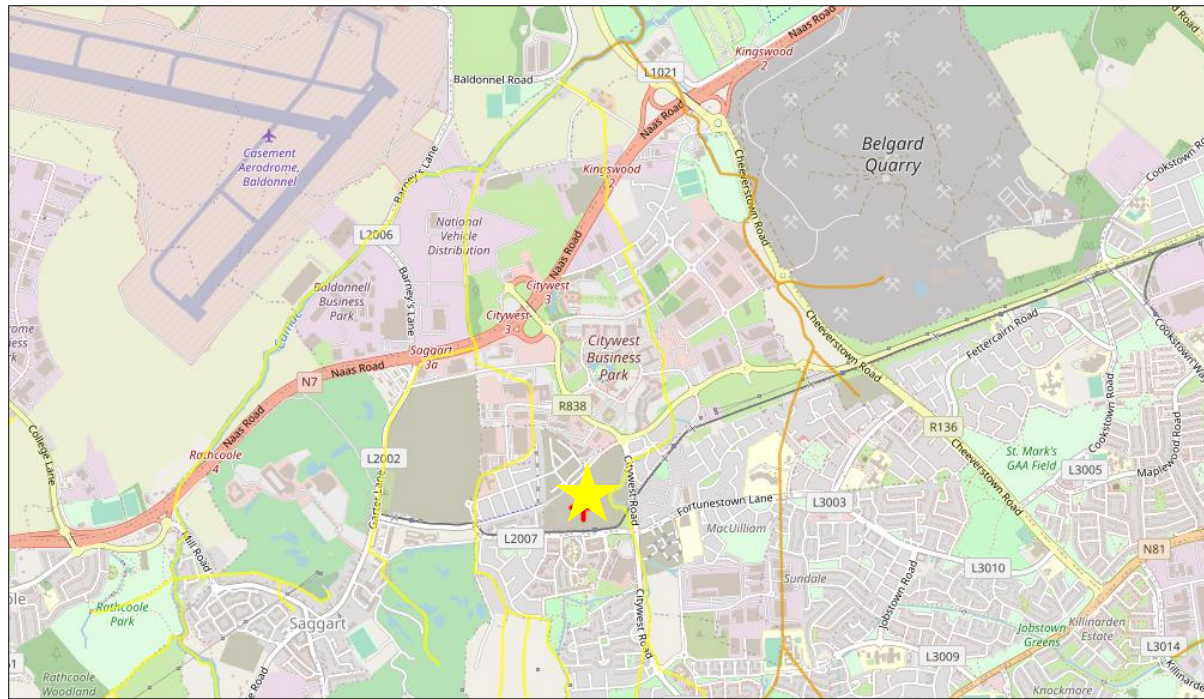 Naas Road
Kingswood
2
L1021
Baldonnel Road
Casement
Aerodrome,
Baldonnel
Barney's Lane
Naas Road
Kingswood
2
Cheeverstown Road
Belgard
Quarry
Cookstown Road
L2006
National
Vehicle
Distribution
Barney's Lane
Naas Road
Citywest
3
Citywest
3
Baldonnell
Business
Park
Saggart
3a
Naas Road
N7
Citywest
Business
Park
Cheeverstown Road
Fettercairn Road
R838
R136
College Lane
Naas Road
Rathcoole
4
L2002
Garter Lane
Citywest Road
Fortunestown Lane
L3003
MacUilliam
L2007
St. Mark's
GAA Field
Cookstown Road
L3005
Maplewood Road
Cheeverstown Road
N81
L3010
Mill Road
Rathcoole
Park
Saggart
Citywest Road
Sundale
Jobstown Road
L3009
Jobstown
Greens
Killinarden
Estate
L3014
Rathcoole
Woodland
Knockmore